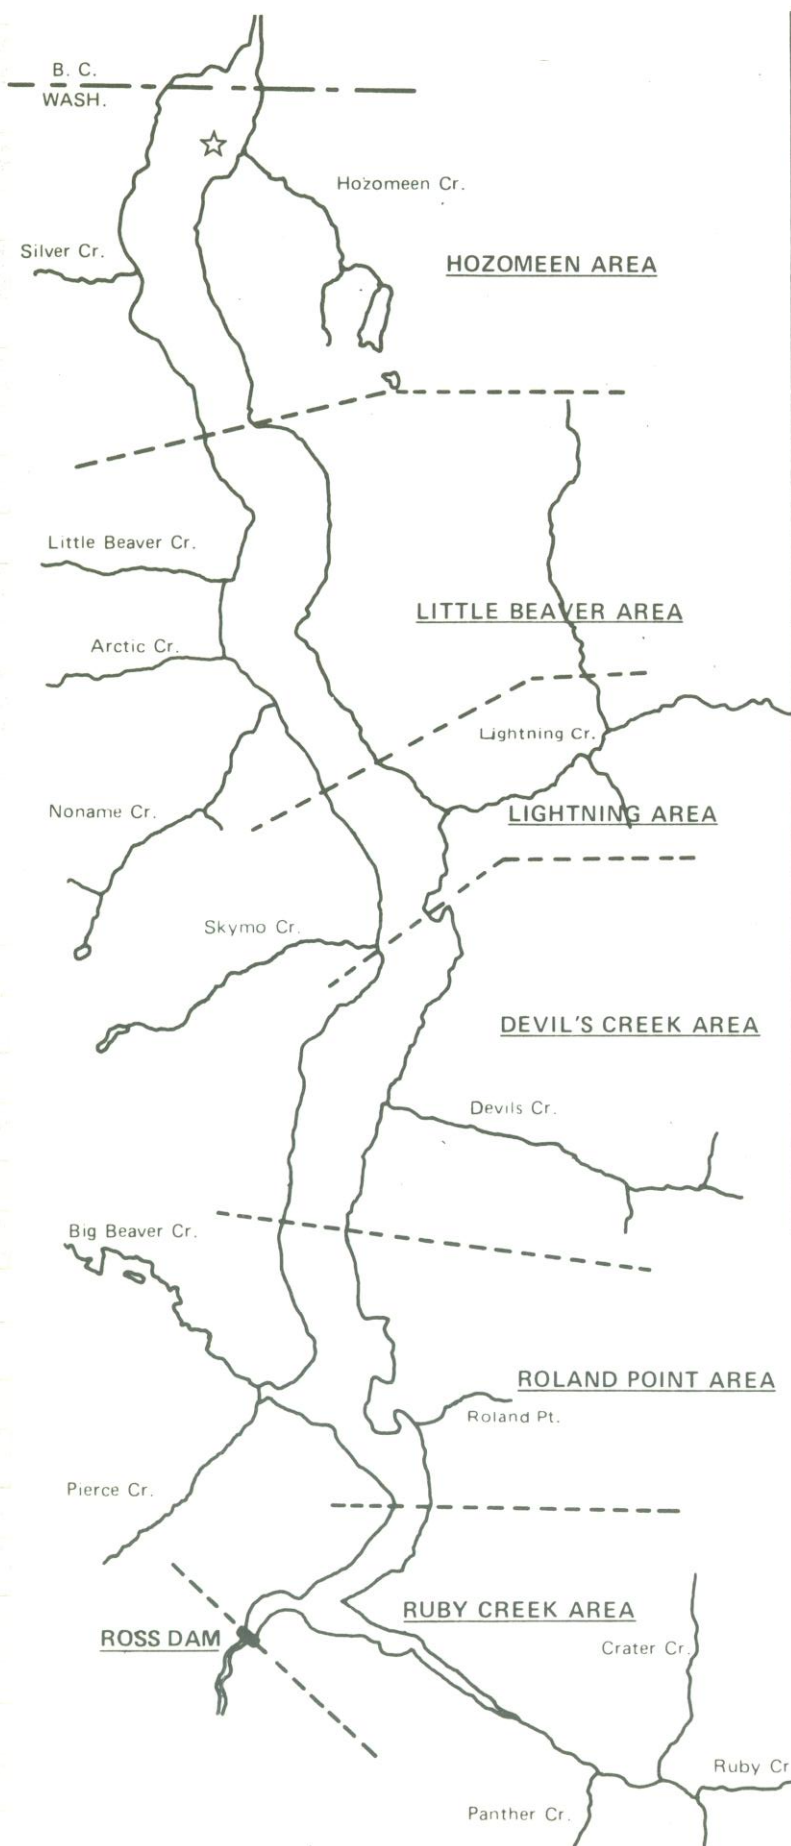 B. C.
WASH.
Hozomeen Cr.
Silver Cr.
HOZOMEEN AREA
Little Beaver Cr.
LITTLE BEAVER AREA
Arctic Cr.
Lightning Cr.
Noname Cr.
LIGHTNING AREA
Skymo Cr.
DEVIL'S CREEK AREA
Devils Cr.
Big Beaver Cr.
ROLAND POINT AREA
Roland Pt.
Pierce Cr.
RUBY CREEK AREA
ROSS DAM
Crater Cr.
Ruby Cr
Panther Cr.